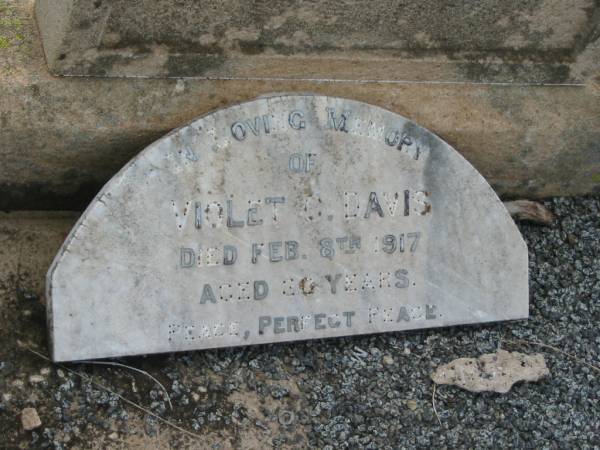 IN LOVING MEMORY
OF
VIOLET C. DAVIS
DIED FEB. 8TH 1917
AGED YEARS.
PEACE, PERFECT PEACE.